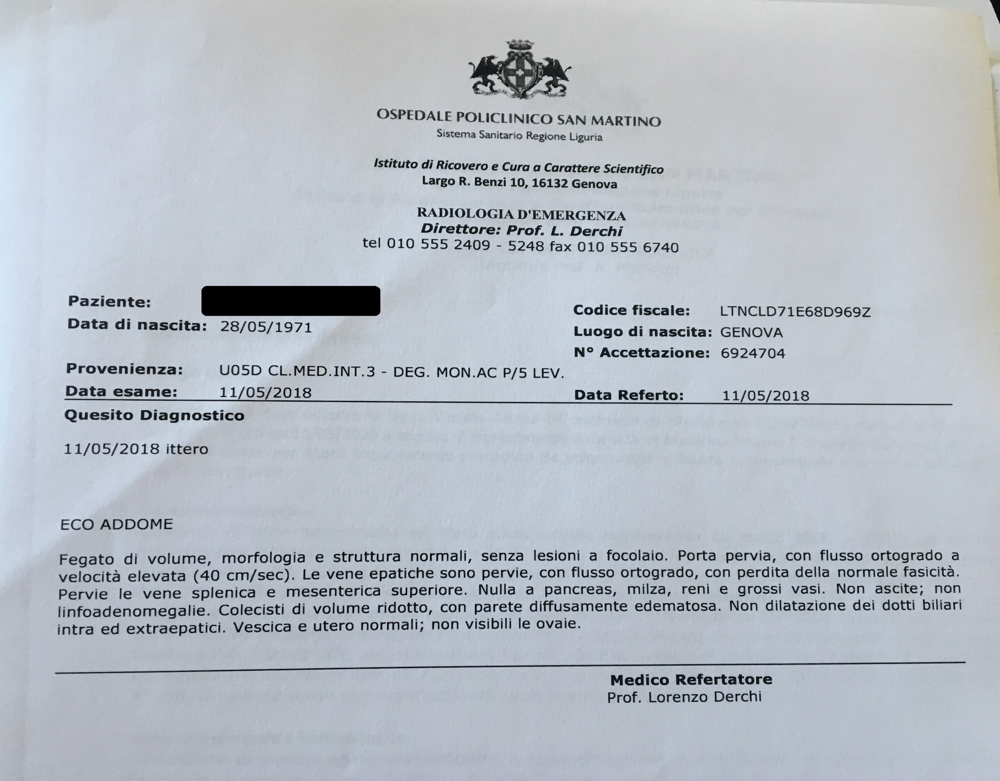 OSPEDALE POLICLINICO SAN MARTINO
Sistema Sanitario Regione Liguria
Istituto di Ricovero e Cura a Carattere Scientifico
Largo R. Benzi 10, 16132 Genova
RADIOLOGIA D'EMERGENZA
Direttore: Prof. L. Derchi
tel 010 555 2409 - 5248 fax 010 555 6740
Paziente:
Codice fiscale: LTNCLD71E68D969Z
Data di nascita: 28/05/1971
Luogo di nascita: GENOVA
N° Accettazione: 6924704
Provenienza: U05D CL.MED.INT.3 - DEG. MON.AC P/5 LEV.
Data esame: 11/05/2018 Data Referto: 11/05/2018
Quesito Diagnostico
11/05/2018 ittero
ECO ADDOME
Fegato di volume, morfologia e struttura normali, senza lesioni a focolaio. Porta pervia, con flusso ortogrado a
velocità elevata (40 cm/sec). Le vene epatiche sono pervie, con flusso ortogrado, con perdita della normale fasicità.
Pervie le vene splenica e mesenterica superiore. Nulla a pancreas, milza, reni e grossi vasi. Non ascite; non
linfoadenomegalie. Colecisti di volume ridotto, con parete diffusamente edematosa. Non dilatazione dei dotti biliari
intra ed extraepatici. Vescica e utero normali; non visibili le ovaie.
Medico Refertatore
Prof. Lorenzo Derchi